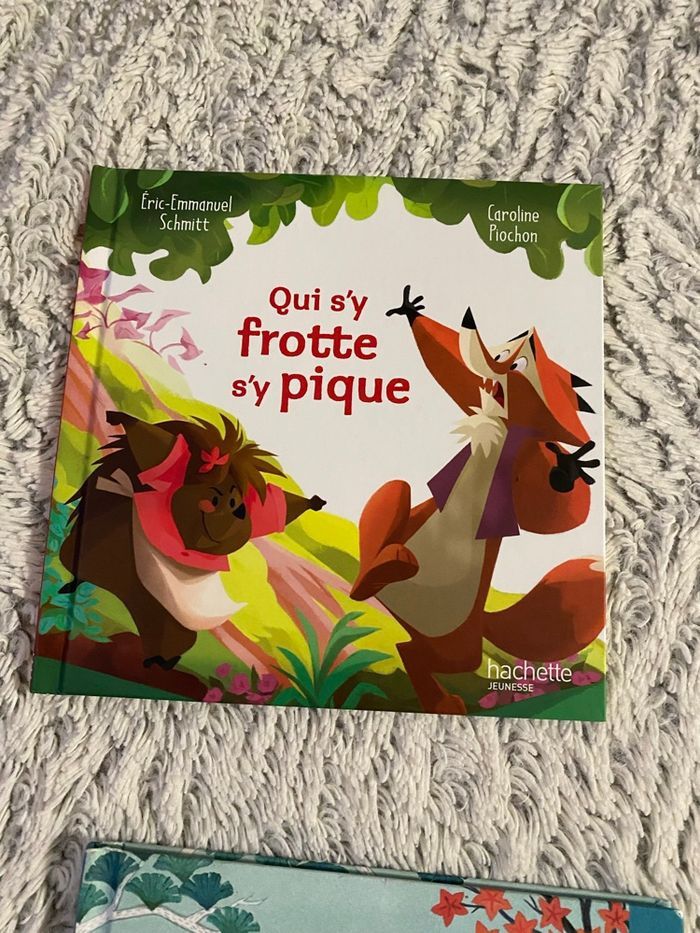 Éric-Emmanuel
Schmitt
Caroline
Piochon
Qui s'y
frotte
s'y pique
hachette
JEUNESSE